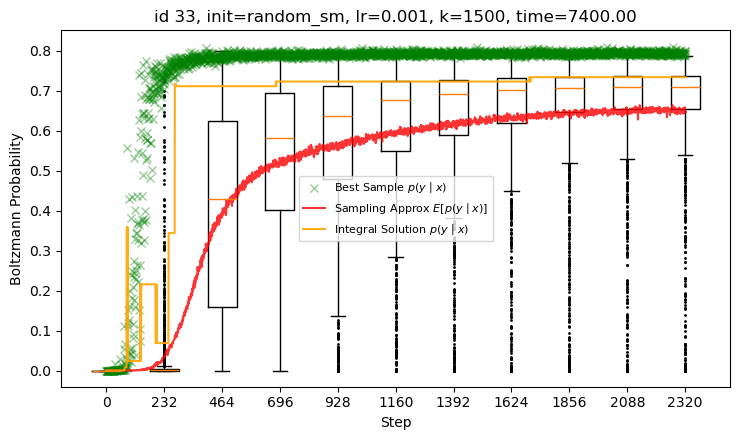 id 33, init=random_sm, lr=0.001, k=1500, time=7400.00
Boltzmann Probability
0.8
0.7
0.6
0.5
0.4
0.3
0.2
0.1
0.0
Best Sample p(y | x)
Sampling Approx E[p(y | x)]
Integral Solution p(y | x)
0 232 464 696 928 1160 1392 1624 1856 2088 2320
Step